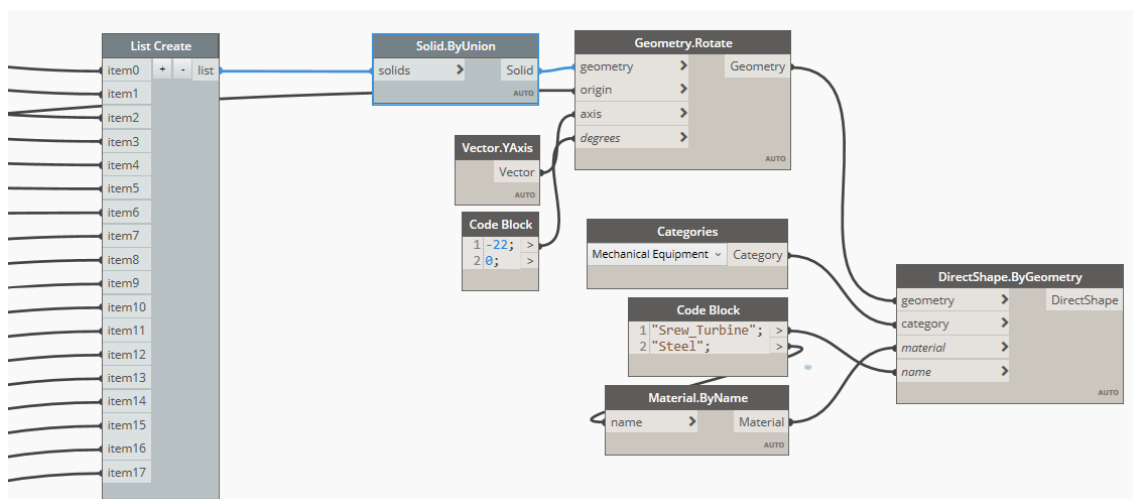 List Create
item0 + - list
item1
item2
item3
item4
item5
item6
item7
item8
item9
item10
item11
item12
item13
item14
item15
item16
item17
Solid.ByUnion
solids > Solid
AUTO
Geometry.Rotate
geometry > Geometry
origin >
axis >
degrees >
AUTO
Vector.YAxis
Vector
AUTO
Code Block
1 -22; >
2 0; >
Categories
Mechanical Equipment Category
Code Block
1 "Srew_Turbine"; >
2 "Steel"; >
Material.ByName
name > Material
AUTO
DirectShape.ByGeometry
geometry > DirectShape
category >
material >
name >
AUTO